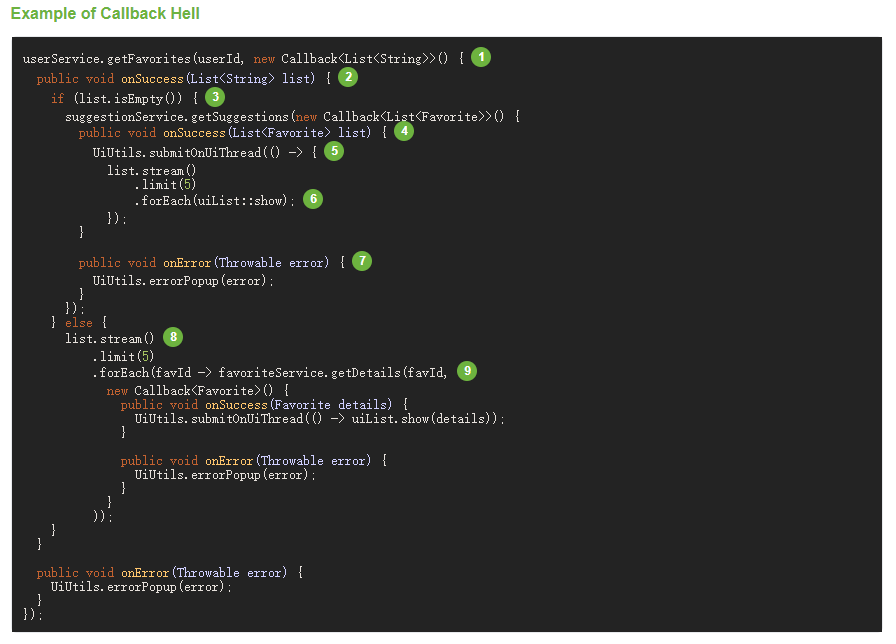 Example of Callback Hell
userService.getFavorites(userId, new Callback<List<String>>() { 1
  public void onSuccess(List<String> list) { 2
    if (list.isEmpty()) { 3
      suggestionService.getSuggestions(new Callback<List<Favorite>>() {
        public void onSuccess(List<Favorite> list) { 4
          UiUtils.submitOnUiThread(() -> { 5
            list.stream()
                .limit(5)
                .forEach(uiList::show); 6
            });
        }
        public void onError(Throwable error) { 7
          UiUtils.errorPopup(error);
        }
      });
    } else {
      list.stream() 8
          .limit(5)
          .forEach(favId -> favoriteService.getDetails(favId, 9
            new Callback<Favorite>() {
              public void onSuccess(Favorite details) {
                UiUtils.submitOnUiThread(() -> uiList.show(details));
              }
              public void onError(Throwable error) {
                UiUtils.errorPopup(error);
              }
            }
          ));
    }
  }
  public void onError(Throwable error) {
    UiUtils.errorPopup(error);
  }
});